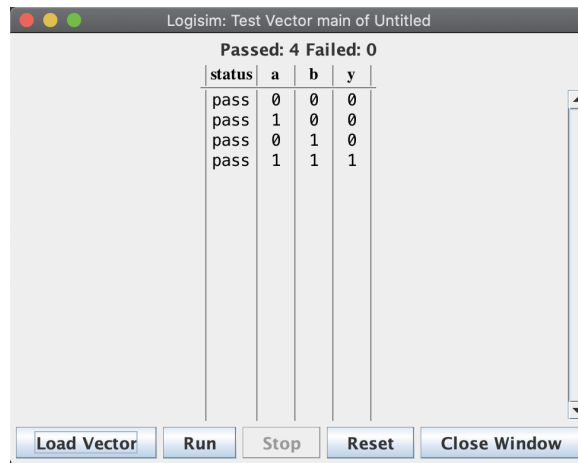 Logisim: Test Vector main of Untitled
Passed: 4 Failed: 0
status a b y
pass 0 0 0
pass 1 0 0
pass 0 1 0
pass 1 1 1
Load Vector Run Stop Reset Close Window